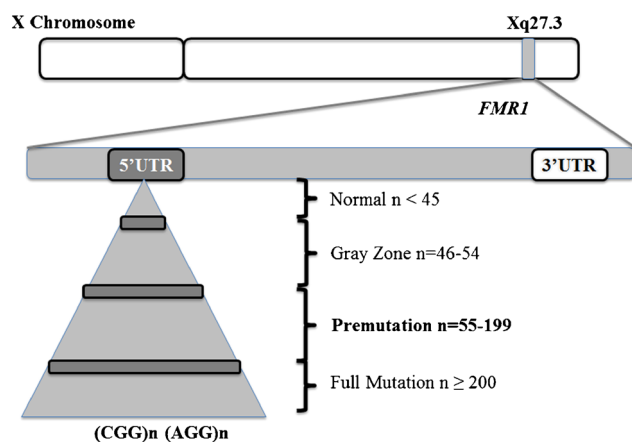 X Chromosome
Xq27.3
FMR1
5'UTR
3'UTR
Normal n < 45
Gray Zone n=46-54
Premutation n=55-199
Full Mutation n ≥ 200
(CGG)n (AGG)n